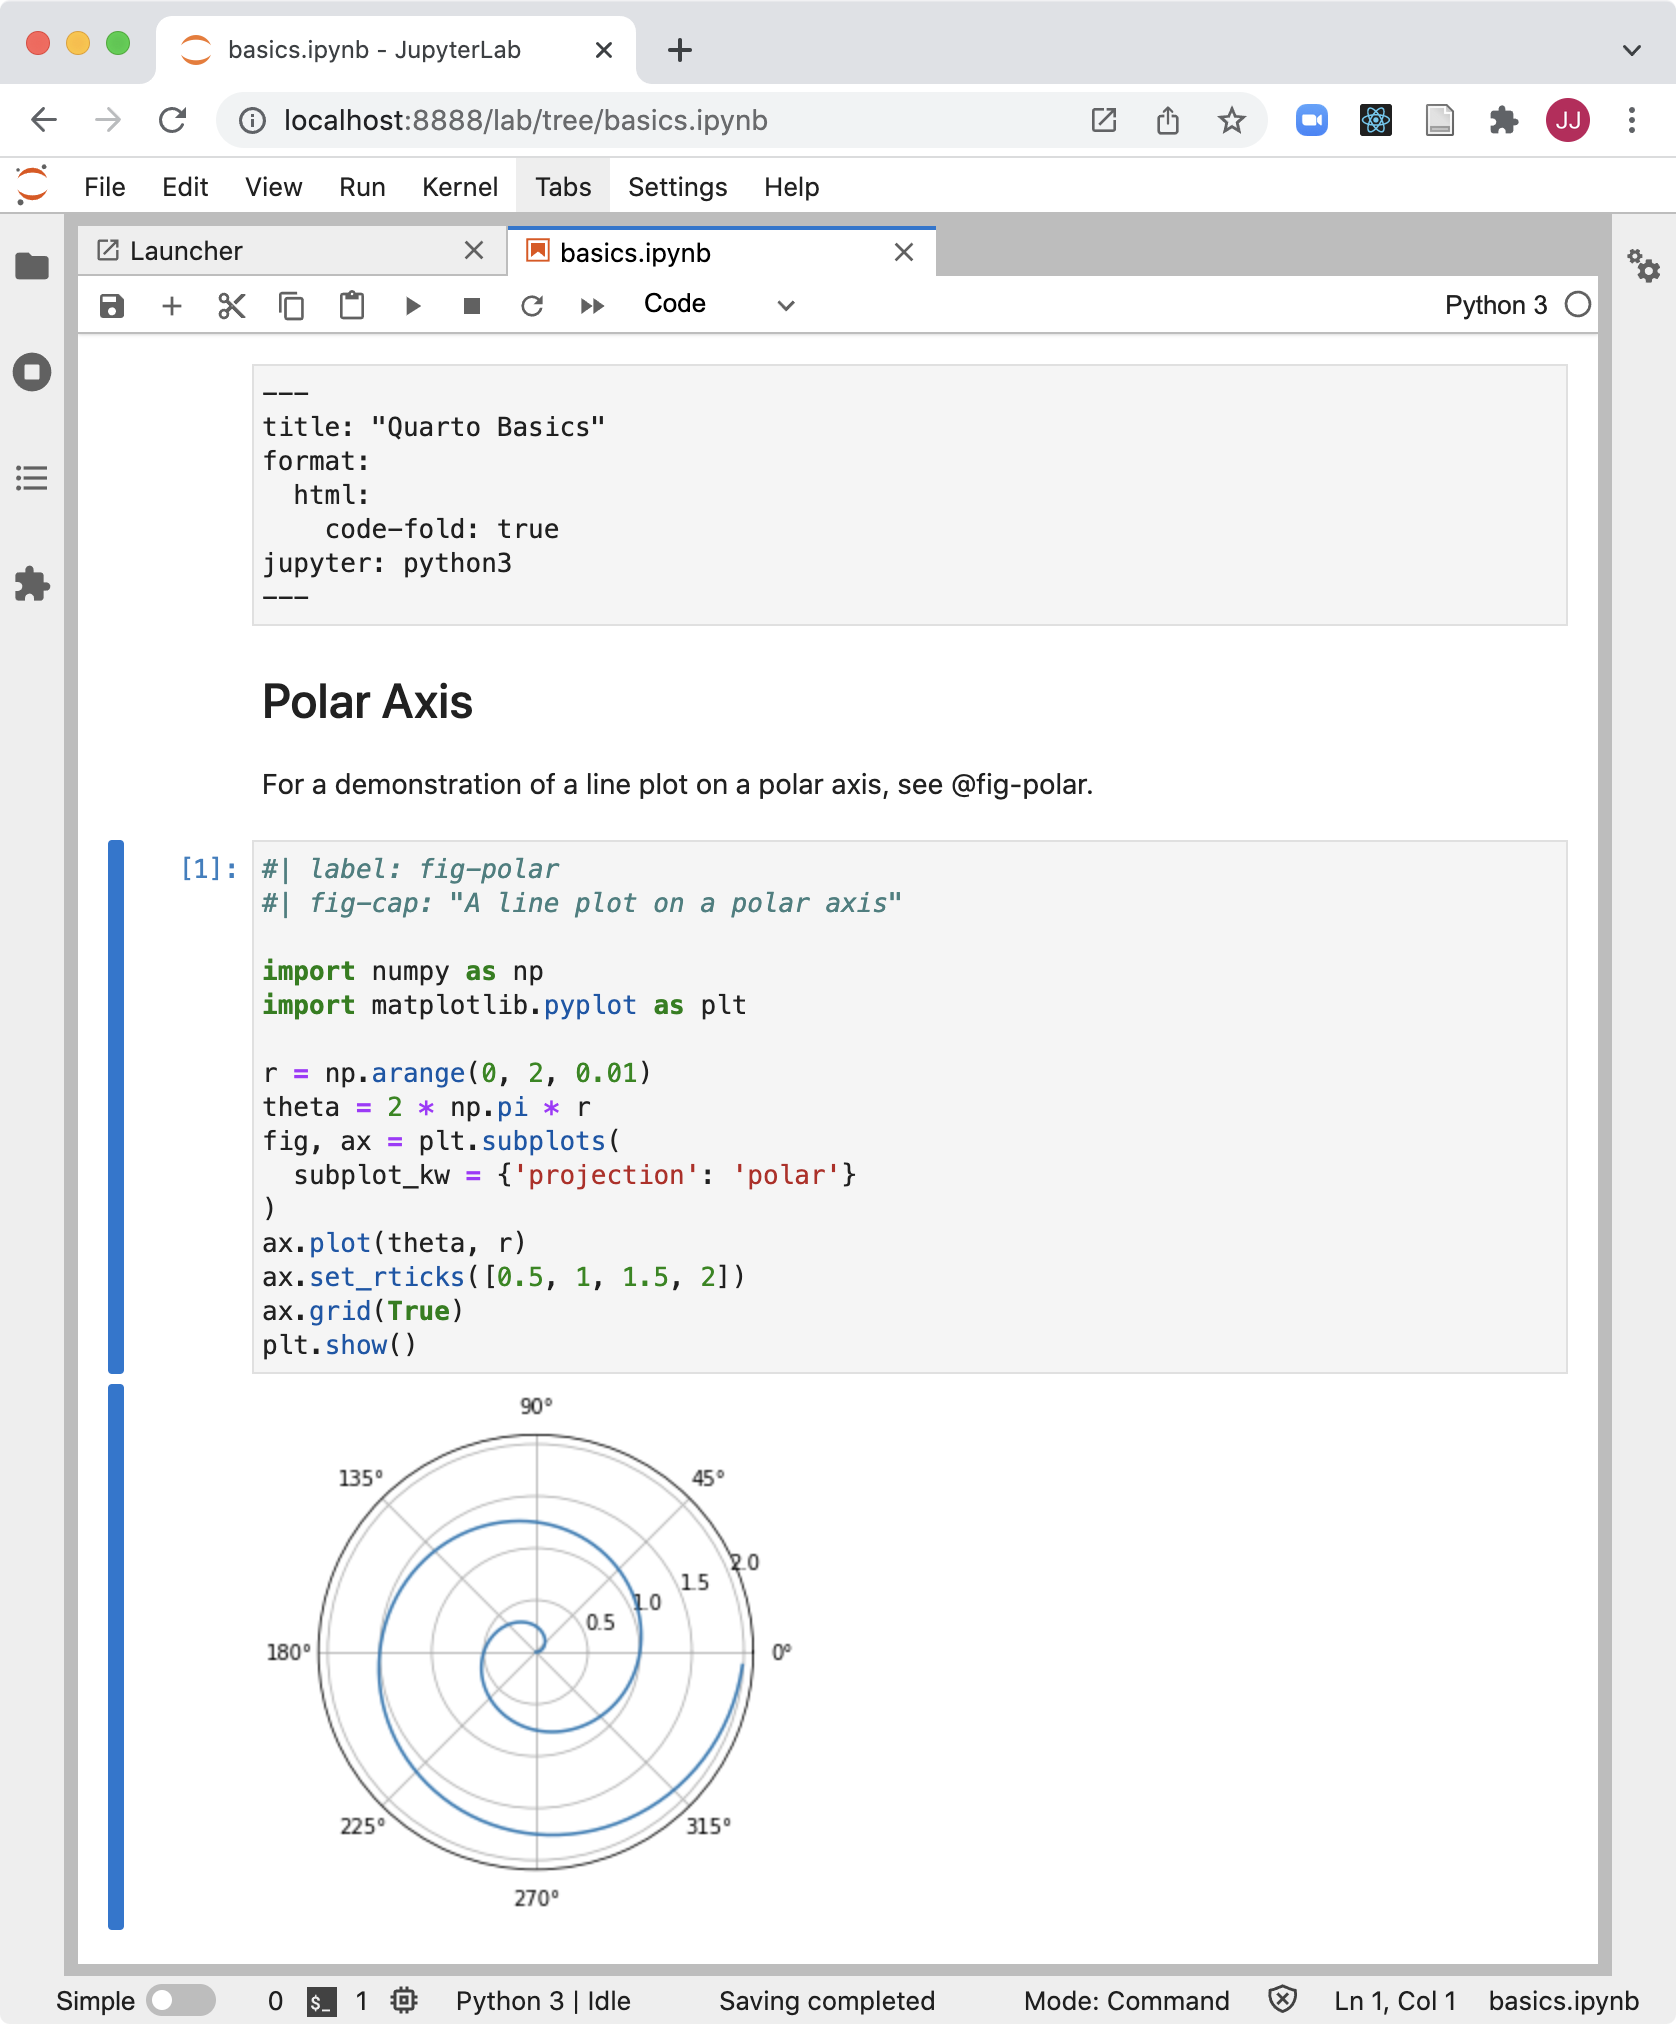 basics.ipynb - JupyterLab
localhost:8888/lab/tree/basics.ipynb
JJ
File Edit View Run Kernel Tabs Settings Help
Launcher
basics.ipynb
Code
Python 3
---
title: "Quarto Basics"
format:
  html:
    code-fold: true
jupyter: python3
---
Polar Axis
For a demonstration of a line plot on a polar axis, see @fig-polar.
[1]:
#| label: fig-polar
#| fig-cap: "A line plot on a polar axis"
import numpy as np
import matplotlib.pyplot as plt
r = np.arange(0, 2, 0.01)
theta = 2 * np.pi * r
fig, ax = plt.subplots(
  subplot_kw = {'projection': 'polar'}
)
ax.plot(theta, r)
ax.set_rticks([0.5, 1, 1.5, 2])
ax.grid(True)
plt.show()
90°
135°
45°
2.0
1.5
1.0
0.5
180°
0°
225°
315°
270°
Simple 0 $_ 1 Python 3 | Idle Saving completed Mode: Command Ln 1, Col 1 basics.ipynb